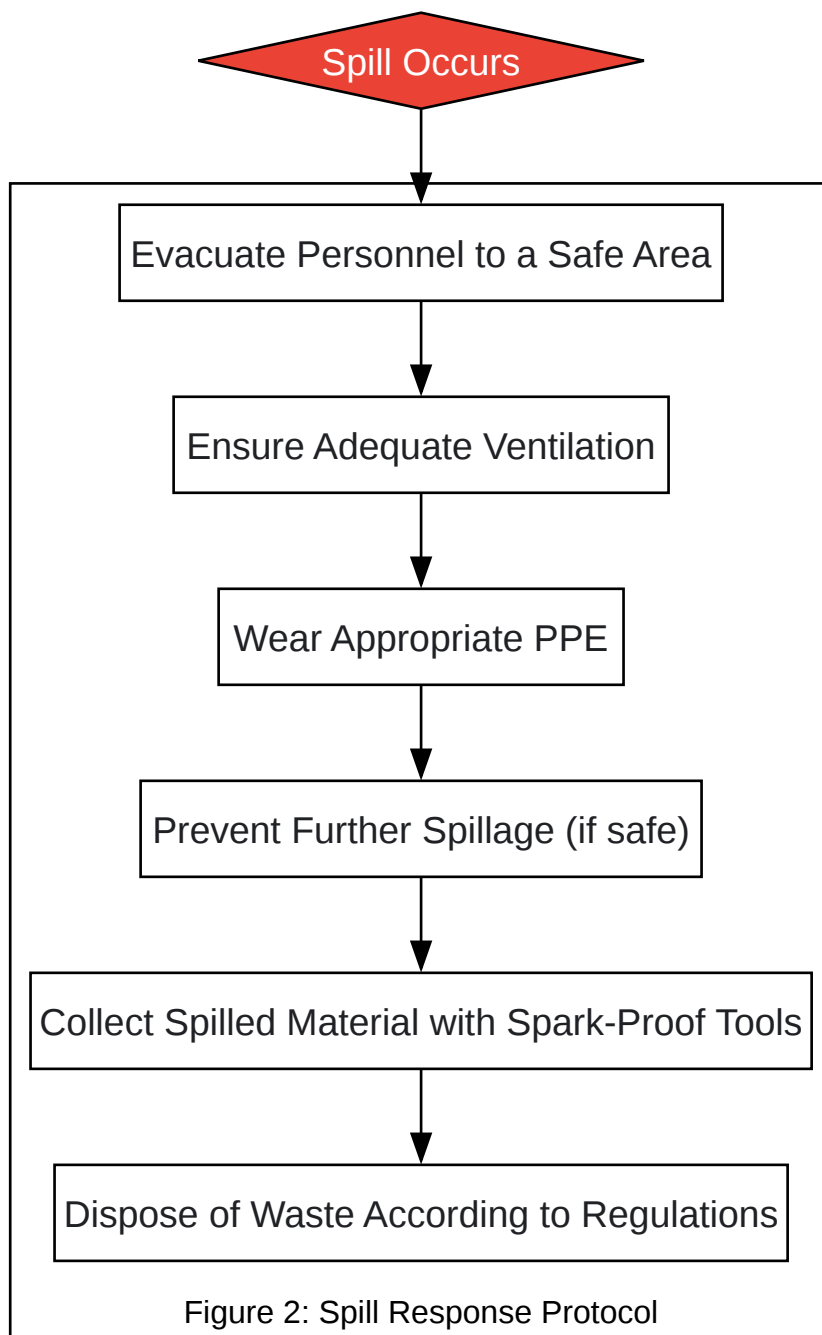 Spill Occurs
Evacuate Personnel to a Safe Area
Ensure Adequate Ventilation
Wear Appropriate PPE
Prevent Further Spillage (if safe)
Collect Spilled Material with Spark-Proof Tools
Dispose of Waste According to Regulations
Figure 2: Spill Response Protocol